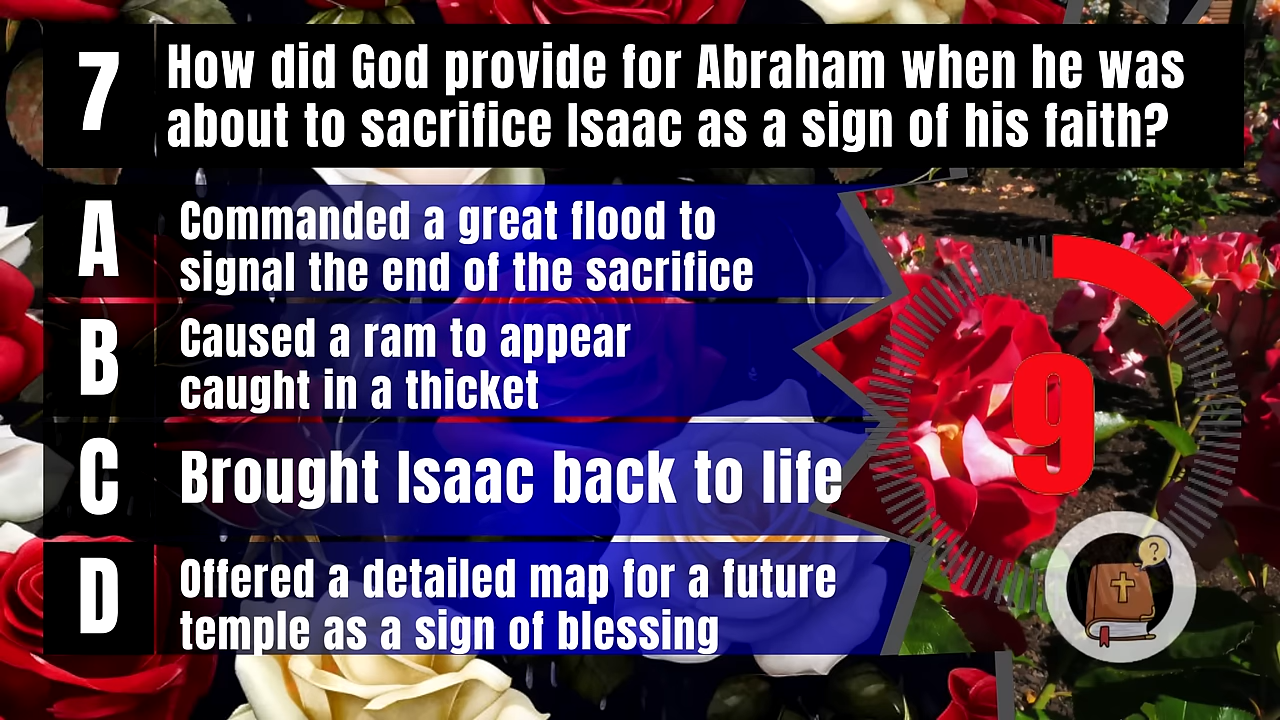 7
How did God provide for Abraham when he was
about to sacrifice Isaac as a sign of his faith?
A
Commanded a great flood to
signal the end of the sacrifice
B
Caused a ram to appear
caught in a thicket
C
Brought Isaac back to life
D
Offered a detailed map for a future
temple as a sign of blessing
9
?